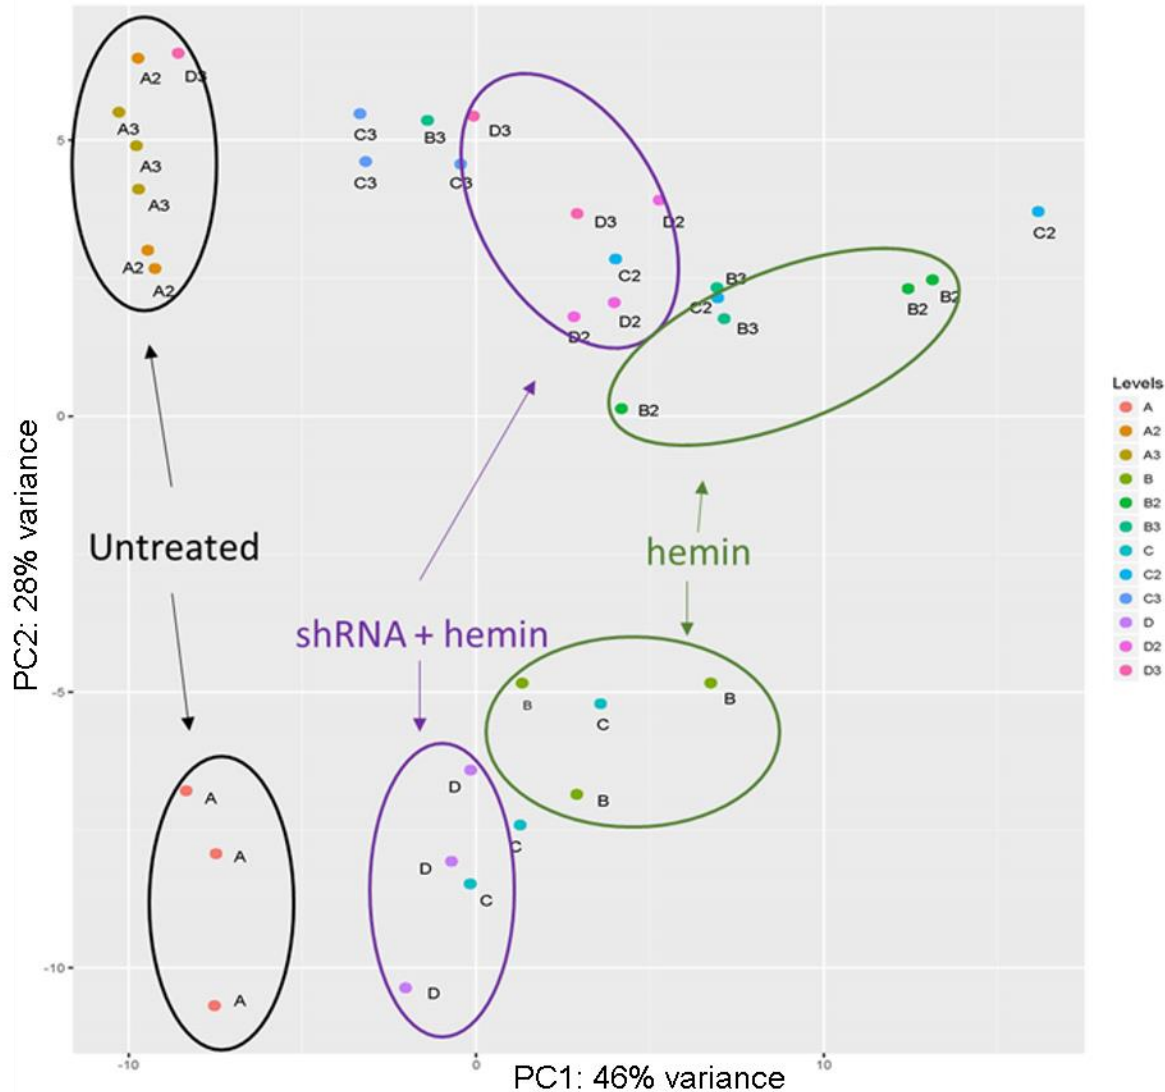 A2
D3
A3
A3
A3
A2
A2
C3
B3
D3
C3
C3
D3
D2
C2
C2
D2
D2
B3
C2
B3
B2
B2
B2
5
0
-5
-10
PC2: 28% variance
Untreated
shRNA + hemin
hemin
B
C
B
B
D
C
D
C
D
A
A
A
-10
0
10
PC1: 46% variance
Levels
A
A2
A3
B
B2
B3
C
C2
C3
D
D2
D3